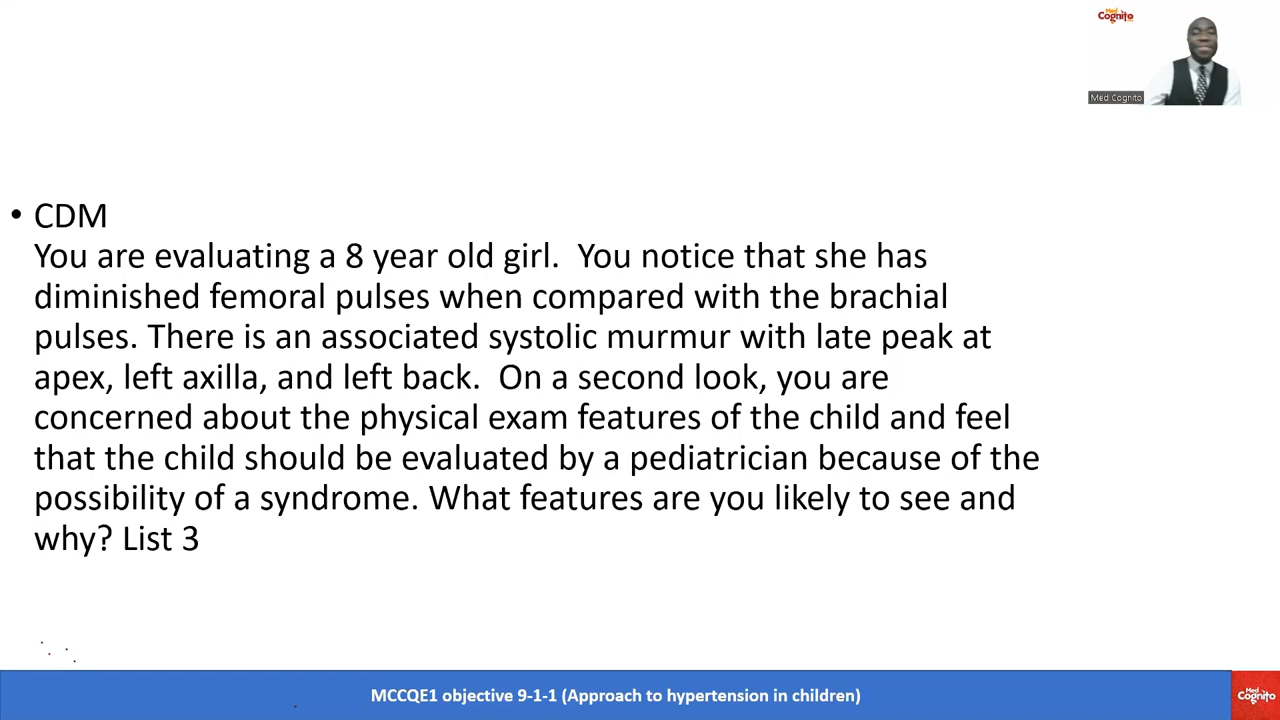 Med
Cognito
Med Cognito
• CDM
You are evaluating a 8 year old girl.  You notice that she has
diminished femoral pulses when compared with the brachial
pulses. There is an associated systolic murmur with late peak at
apex, left axilla, and left back.  On a second look, you are
concerned about the physical exam features of the child and feel
that the child should be evaluated by a pediatrician because of the
possibility of a syndrome. What features are you likely to see and
why? List 3
MCCQE1 objective 9-1-1 (Approach to hypertension in children)
Med
Cognito